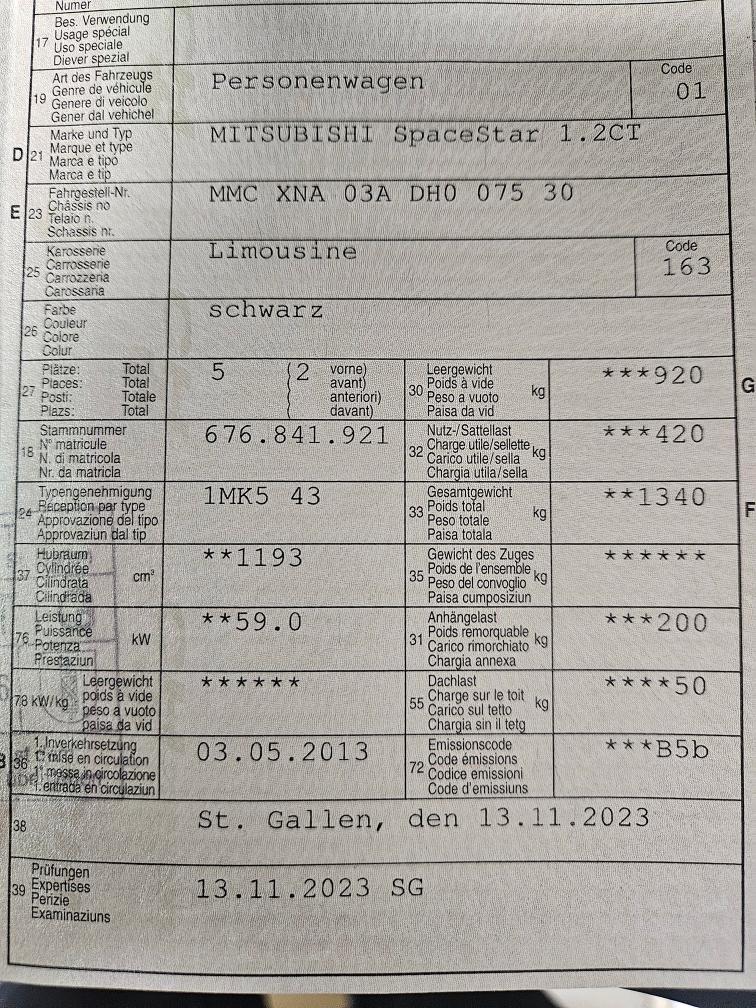 Numer
17 Bes. Verwendung
Usage spécial
Uso speciale
Diever spezial
19 Art des Fahrzeugs
Genre de véhicule
Genere di veicolo
Gener dal vehichel
Personenwagen
Code
01
D 21 Marke und Typ
Marque et type
Marca e tipo
Marca e tip
MITSUBISHI SpaceStar 1.2CT
E 23 Fahrgestell-Nr.
Châssis no
Telaio n.
Schassis nr.
MMC XNA 03A DH0 075 30
25 Karosserie
Carrosserie
Carrozzeria
Carossaria
Limousine
Code
163
26 Farbe
Couleur
Colore
Colur
schwarz
27 Plätze: Total
Places: Total
Posti: Totale
Plazs: Total
5 (2 vorne)
avant)
anteriori)
davant)
30 Leergewicht
Poids à vide
Peso a vuoto
Paisa da vid
kg
***920
G
18 Stammnummer
N° matricule
N. di matricola
Nr. da matricla
676.841.921
32 Nutz-/Sattellast
Charge utile/sellette
Carico utile/sella
Chargia utila/sella
kg
***420
24 Typengenehmigung
Réception par type
Approvazione del tipo
Approvaziun dal tip
1MK5 43
33 Gesamtgewicht
Poids total
Peso totale
Paisa totala
kg
**1340
F
37 Hubraum
Cylindrée
Cilindrata
Cilindrada
cm³
**1193
35 Gewicht des Zuges
Poids de l'ensemble
Peso del convoglio
Paisa cumposiziun
kg
******
76 Leistung
Puissance
Potenza
Prestaziun
kW
**59.0
31 Anhängelast
Poids remorquable
Carico rimorchiato
Chargia annexa
kg
***200
78 kW/kg Leergewicht
poids à vide
peso a vuoto
paisa da vid
******
55 Dachlast
Charge sur le toit
Carico sul tetto
Chargia sin il tetg
kg
****50
B 36 1. Inverkehrsetzung
1re mise en circulation
1a messa in circolazione
1. entrada en circulaziun
03.05.2013
72 Emissionscode
Code émissions
Codice emissioni
Code d'emissiuns
***B5b
38 St. Gallen, den 13.11.2023
39 Prüfungen
Expertises
Perizie
Examinaziuns
13.11.2023 SG